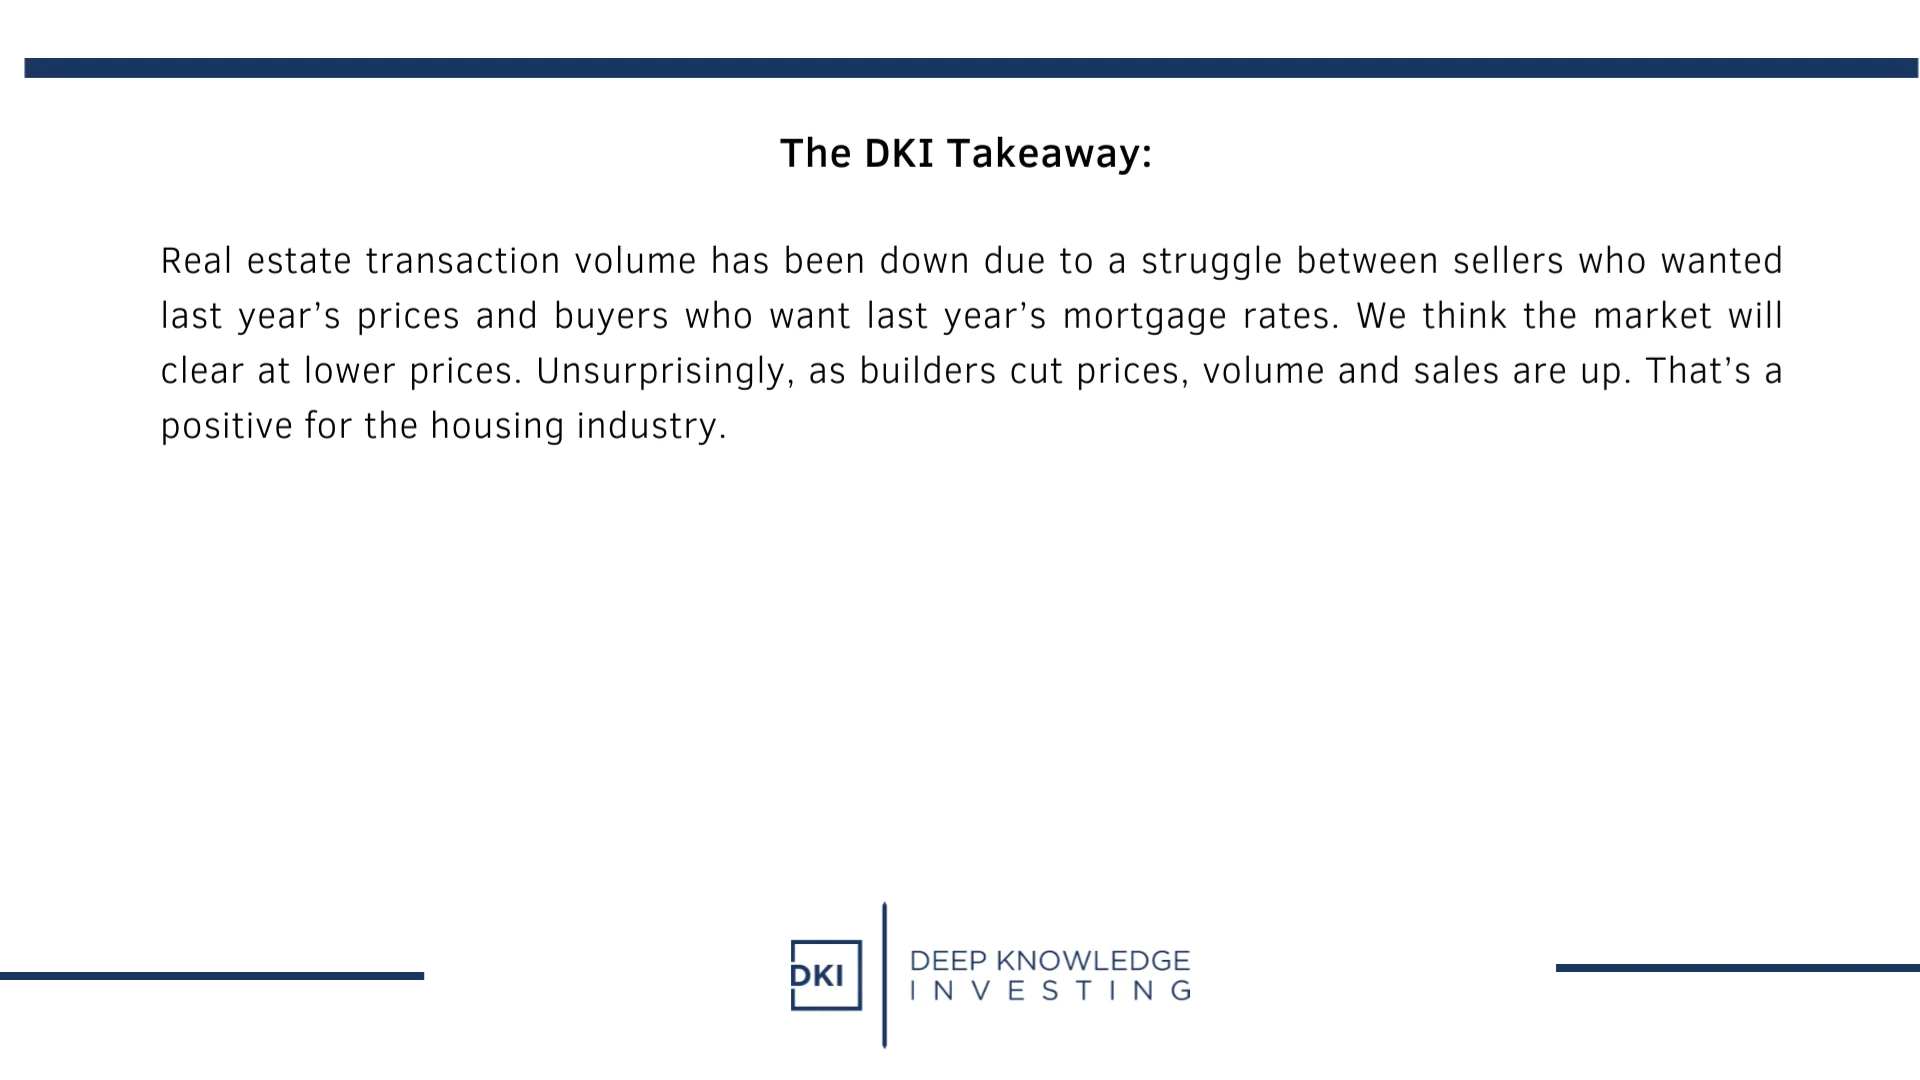 The DKI Takeaway:
Real estate transaction volume has been down due to a struggle between sellers who wanted
last year’s prices and buyers who want last year’s mortgage rates. We think the market will
clear at lower prices. Unsurprisingly, as builders cut prices, volume and sales are up. That’s a
positive for the housing industry.
DKI
DEEP KNOWLEDGE
INVESTING